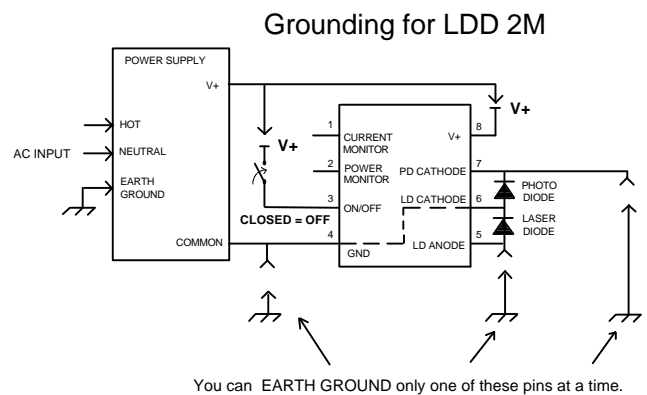 Grounding for LDD 2M
POWER SUPPLY
V+
HOT
AC INPUT
NEUTRAL
EARTH
GROUND
COMMON
V+
CLOSED = OFF
1
CURRENT
MONITOR
2
POWER
MONITOR
3
ON/OFF
4
GND
V+
8
V+
PD CATHODE
7
LD CATHODE
6
LD ANODE
5
PHOTO
DIODE
LASER
DIODE
You can EARTH GROUND only one of these pins at a time.